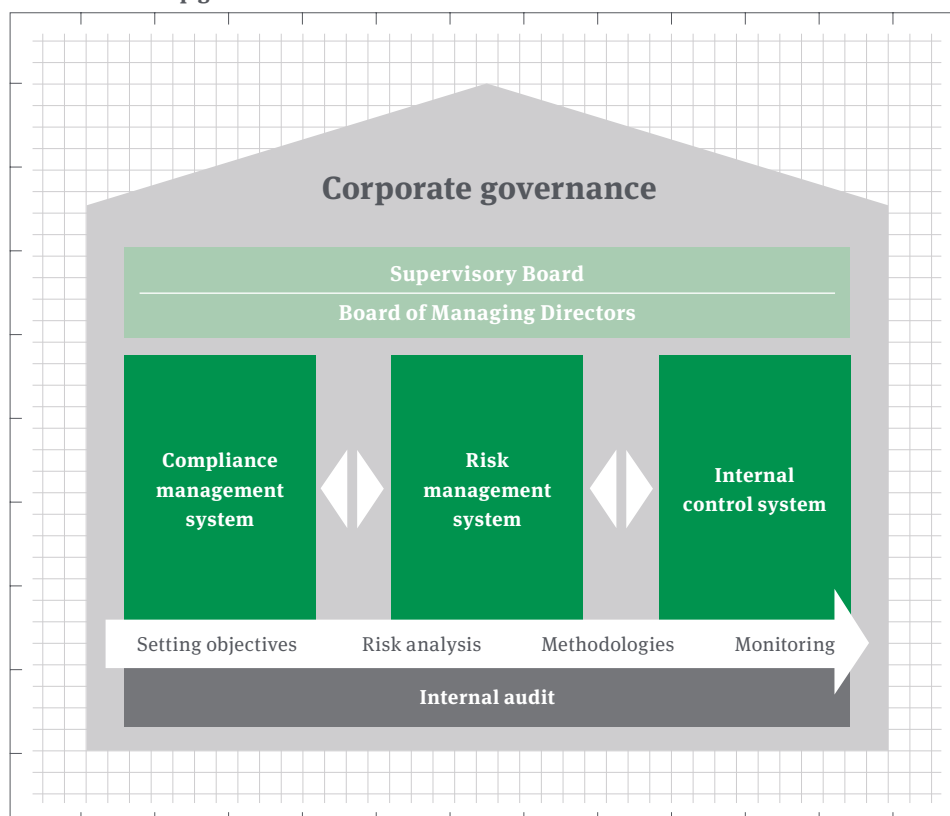 Corporate governance
Supervisory Board
Board of Managing Directors
Compliance
management
system
Risk
management
system
Internal
control system
Setting objectives Risk analysis Methodologies Monitoring
Internal audit